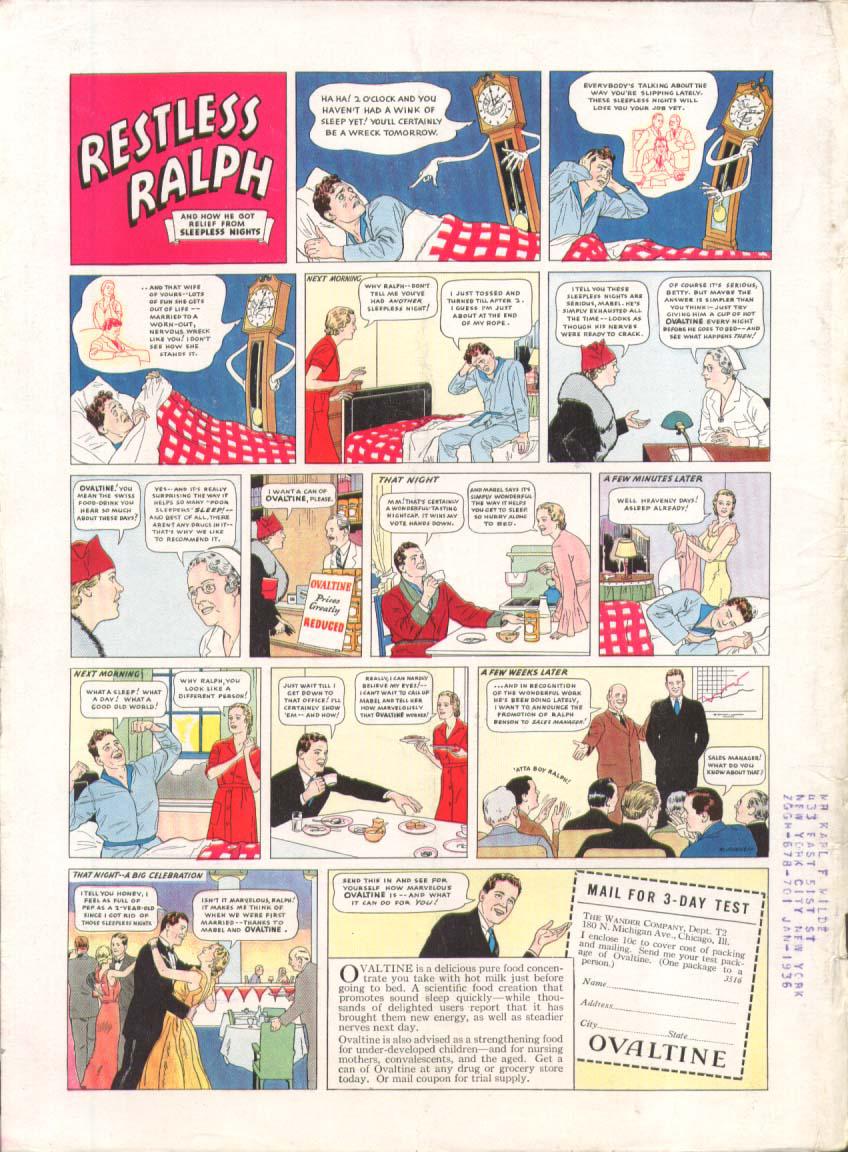 RESTLESS
RALPH
AND HOW HE GOT
RELIEF FROM
SLEEPLESS NIGHTS
HA HA! 2 O'CLOCK AND YOU
HAVEN'T HAD A WINK OF
SLEEP YET! YOU'LL CERTAINLY
BE A WRECK TOMORROW.
EVERYBODY'S TALKING ABOUT THE
WAY YOU'RE SLIPPING LATELY.
THESE SLEEPLESS NIGHTS WILL
LOSE YOU YOUR JOB YET.
..AND THAT WIFE
OF YOURS--LOTS
OF FUN SHE GETS
OUT OF LIFE--
MARRIED TO A
WORN-OUT,
NERVOUS WRECK
LIKE YOU! I DON'T
SEE HOW SHE
STANDS IT.
NEXT MORNING
WHY RALPH--DON'T
TELL ME YOU'VE
HAD ANOTHER
SLEEPLESS NIGHT!
I JUST TOSSED AND
TURNED TILL AFTER 2.
I GUESS I'M JUST
ABOUT AT THE END
OF MY ROPE.
I TELL YOU THESE
SLEEPLESS NIGHTS ARE
SERIOUS, MABEL. HE'S
SIMPLY EXHAUSTED ALL
THE TIME--LOOKS AS
THOUGH HIS NERVES
WERE READY TO CRACK.
OF COURSE IT'S SERIOUS,
BETTY. BUT MAYBE THE
ANSWER IS SIMPLER THAN
YOU THINK--JUST TRY
GIVING HIM A CUP OF HOT
OVALTINE EVERY NIGHT
BEFORE HE GOES TO BED--AND
SEE WHAT HAPPENS THEN!
OVALTINE! YOU
MEAN THE SWISS
FOOD-DRINK YOU
HEAR SO MUCH
ABOUT THESE DAYS?
YES--AND IT'S REALLY
SURPRISING THE WAY IT
HELPS SO MANY "POOR
SLEEPERS" SLEEP!--
AND BEST OF ALL, THERE
AREN'T ANY DRUGS IN IT--
THAT'S WHY WE LIKE
TO RECOMMEND IT.
I WANT A CAN OF
OVALTINE, PLEASE.
OVALTINE
Prices
Greatly
REDUCED
THAT NIGHT
MM! THAT'S CERTAINLY
A WONDERFUL-TASTING
NIGHTCAP. IT WINS MY
VOTE HANDS DOWN.
AND MABEL SAYS IT'S
SIMPLY WONDERFUL
THE WAY IT HELPS
YOU GET TO SLEEP.
SO HURRY ALONG
TO BED.
A FEW MINUTES LATER
WELL HEAVENLY DAYS!
ASLEEP ALREADY!
NEXT MORNING
WHAT A SLEEP! WHAT
A DAY! WHAT A
GOOD OLD WORLD!
WHY RALPH, YOU
LOOK LIKE A
DIFFERENT PERSON!
JUST WAIT TILL I
GET DOWN TO
THAT OFFICE! I'LL
CERTAINLY SHOW
'EM--AND HOW!
REALLY, I CAN HARDLY
BELIEVE MY EYES!--
I CAN'T WAIT TO CALL UP
MABEL AND TELL HER
HOW MARVELOUSLY
THAT OVALTINE WORKED!
A FEW WEEKS LATER
...AND IN RECOGNITION
OF THE WONDERFUL WORK
HE'S BEEN DOING LATELY,
I WANT TO ANNOUNCE THE
PROMOTION OF RALPH
BENSON TO SALES MANAGER!
'ATTA BOY RALPH!
SALES MANAGER!
WHAT DO YOU
KNOW ABOUT THAT?
THAT NIGHT--A BIG CELEBRATION
I TELL YOU HONEY, I
FEEL AS FULL OF
PEP AS A 2-YEAR-OLD
SINCE I GOT RID OF
THOSE SLEEPLESS NIGHTS.
ISN'T IT MARVELOUS, RALPH!
IT MAKES ME THINK OF
WHEN WE WERE FIRST
MARRIED--THANKS TO
MABEL AND OVALTINE.
SEND THIS IN AND SEE FOR
YOURSELF HOW MARVELOUS
OVALTINE IS--AND WHAT
IT CAN DO FOR YOU!
OVALTINE is a delicious pure food concen-
trate you take with hot milk just before
going to bed. A scientific food creation that
promotes sound sleep quickly—while thou-
sands of delighted users report that it has
brought them new energy, as well as steadier
nerves next day.
Ovaltine is also advised as a strengthening food
for under-developed children—and for nursing
mothers, convalescents, and the aged. Get a
can of Ovaltine at any drug or grocery store
today. Or mail coupon for trial supply.
MAIL FOR 3-DAY TEST
THE WANDER COMPANY, Dept. T2
180 N. Michigan Ave., Chicago, Ill.
I enclose 10c to cover cost of packing
and mailing. Send me your test pack-
age of Ovaltine. (One package to a
person.)
3516
Name
Address
City State
OVALTINE
MR KARL F WILDE
433 EAST 51ST ST
NEW YORK CITY NEW YORK
JAN 1936